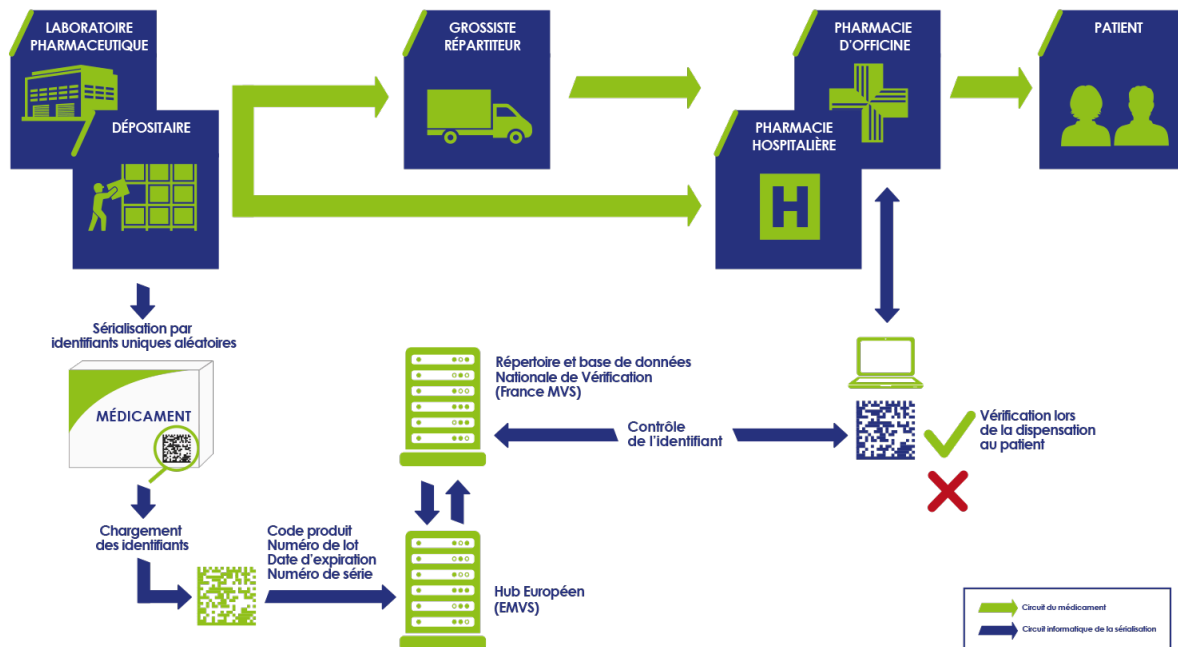 LABORATOIRE
PHARMACEUTIQUE
DÉPOSITAIRE
GROSSISTE
RÉPARTITEUR
PHARMACIE
D'OFFICINE
PHARMACIE
HOSPITALIÈRE
H
PATIENT
Sérialisation par
identifiants uniques aléatoires
MÉDICAMENT
Chargement
des identifiants
Code produit
Numéro de lot
Date d'expiration
Numéro de série
Répertoire et base de données
Nationale de Vérification
(France MVS)
Hub Européen
(EMVS)
Contrôle
de l'identifiant
Vérification lors
de la dispensation
au patient
Circuit du médicament
Circuit informatique de la sérialisation